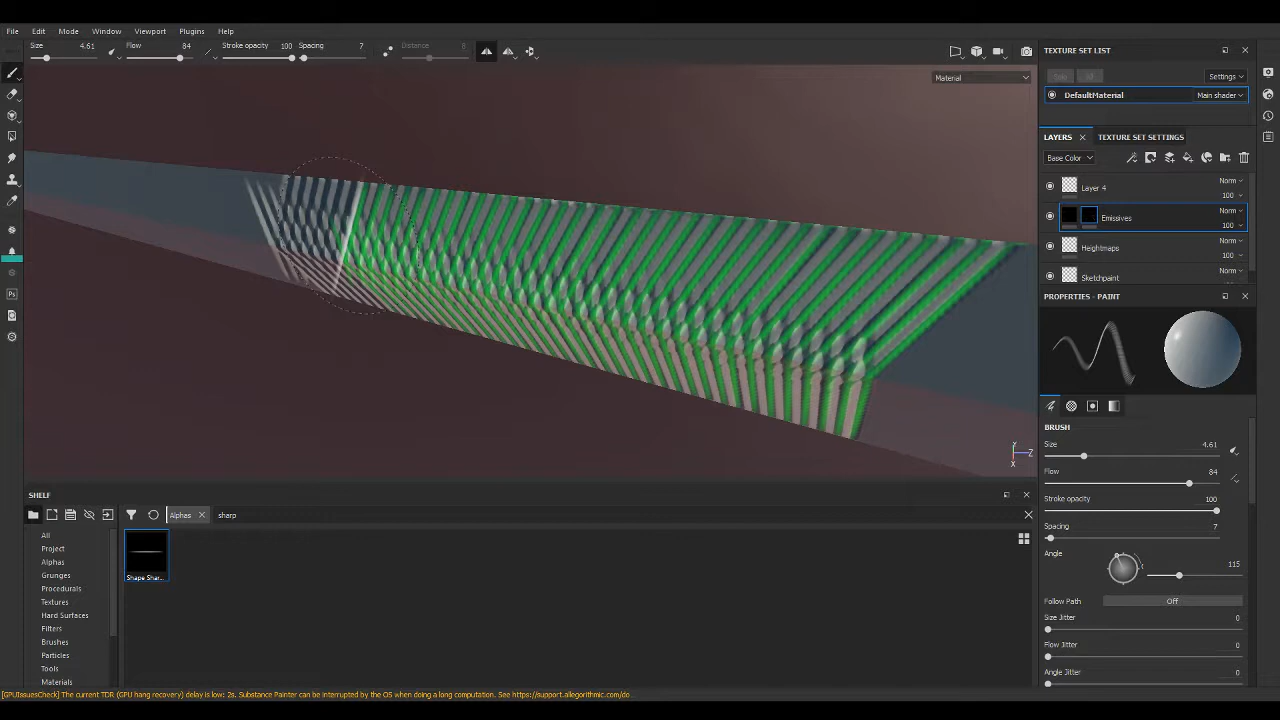 File Edit Mode Window Viewport Plugins Help
Size 4.61 Flow 84 Stroke opacity 100 Spacing 7 Distance 8
Material
TEXTURE SET LIST
Settings
DefaultMaterial Main shader
LAYERS TEXTURE SET SETTINGS
Base Color
Layer 4 Norm 100
Emissives Norm 100
Heightmaps Norm 100
Sketchpaint Norm
PROPERTIES - PAINT
BRUSH
Size 4.61
Flow 84
Stroke opacity 100
Spacing 7
Angle 115
Follow Path Off
Size Jitter 0
Flow Jitter 0
Angle Jitter 0
Y
Z
X
SHELF
Alphas sharp
All
Project
Alphas
Grunges
Procedurals
Textures
Hard Surfaces
Filters
Brushes
Particles
Tools
Materials
Shape Shar...
Ps
[GPUIssuesCheck] The current TDR (GPU hang recovery) delay is low: 2s. Substance Painter can be interrupted by the OS when doing a long computation. See https://support.allegorithmic.com/do...